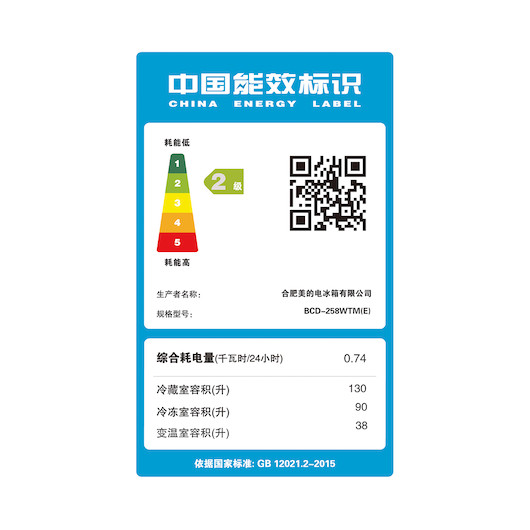 中国能效标识
CHINA ENERGY LABEL
耗能低
1
2
2级
3
4
5
耗能高
生产者名称: 合肥美的电冰箱有限公司
规格型号: BCD-258WTM(E)
综合耗电量(千瓦时/24小时) 0.74
冷藏室容积(升) 130
冷冻室容积(升) 90
变温室容积(升) 38
依据国家标准: GB 12021.2-2015